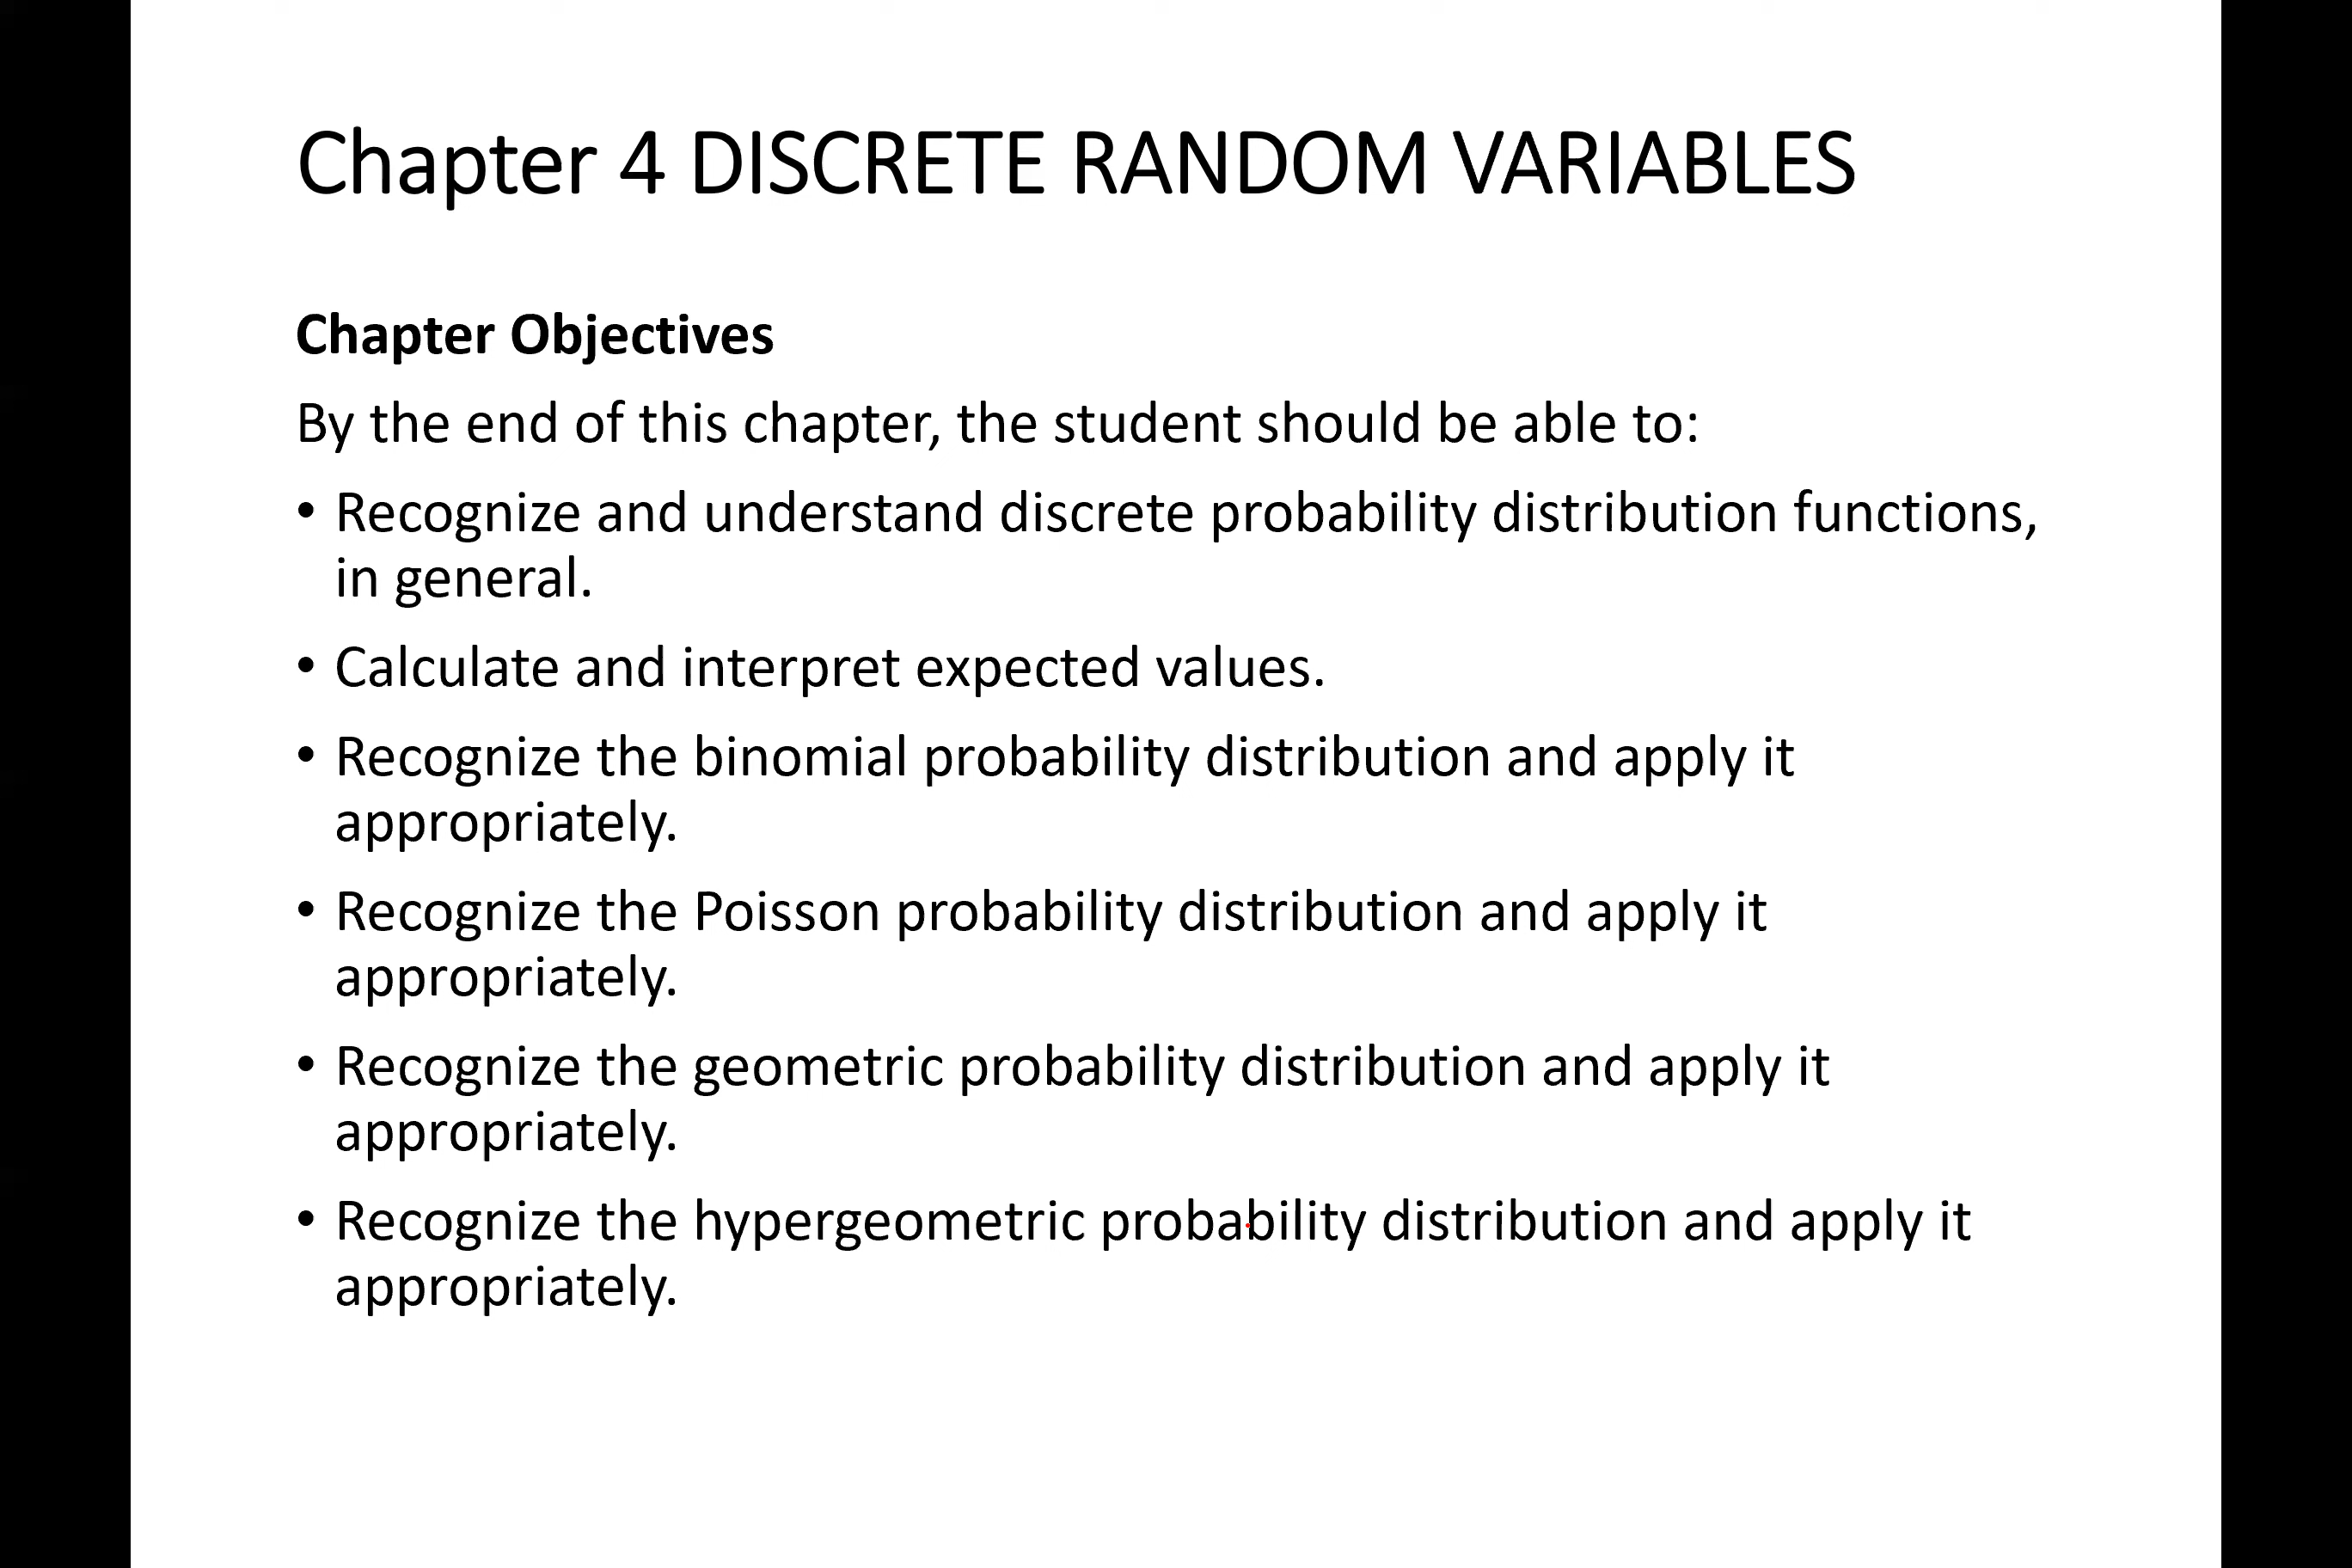 Chapter 4 DISCRETE RANDOM VARIABLES
Chapter Objectives
By the end of this chapter, the student should be able to:
• Recognize and understand discrete probability distribution functions,
in general.
• Calculate and interpret expected values.
• Recognize the binomial probability distribution and apply it
appropriately.
• Recognize the Poisson probability distribution and apply it
appropriately.
• Recognize the geometric probability distribution and apply it
appropriately.
• Recognize the hypergeometric probability distribution and apply it
appropriately.